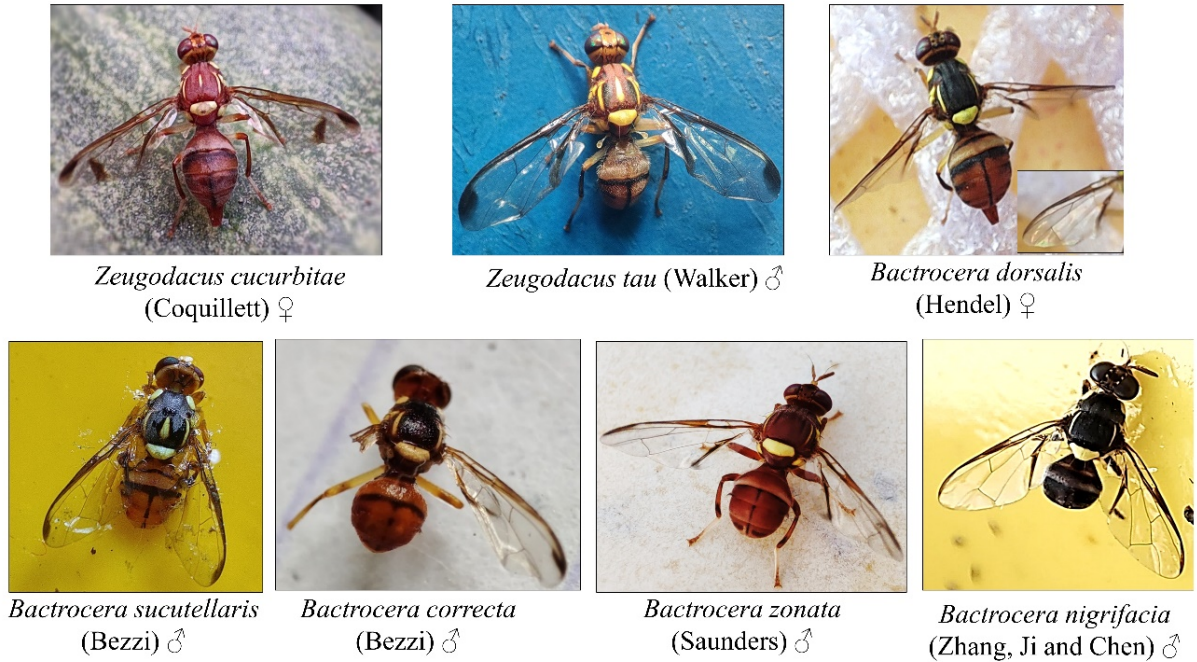 Zeugodacus cucurbitae
(Coquillett) ♀
Zeugodacus tau (Walker) ♂
Bactrocera dorsalis
(Hendel) ♀
Bactrocera sucutellaris
(Bezzi) ♂
Bactrocera correcta
(Bezzi) ♂
Bactrocera zonata
(Saunders) ♂
Bactrocera nigrifacia
(Zhang, Ji and Chen) ♂